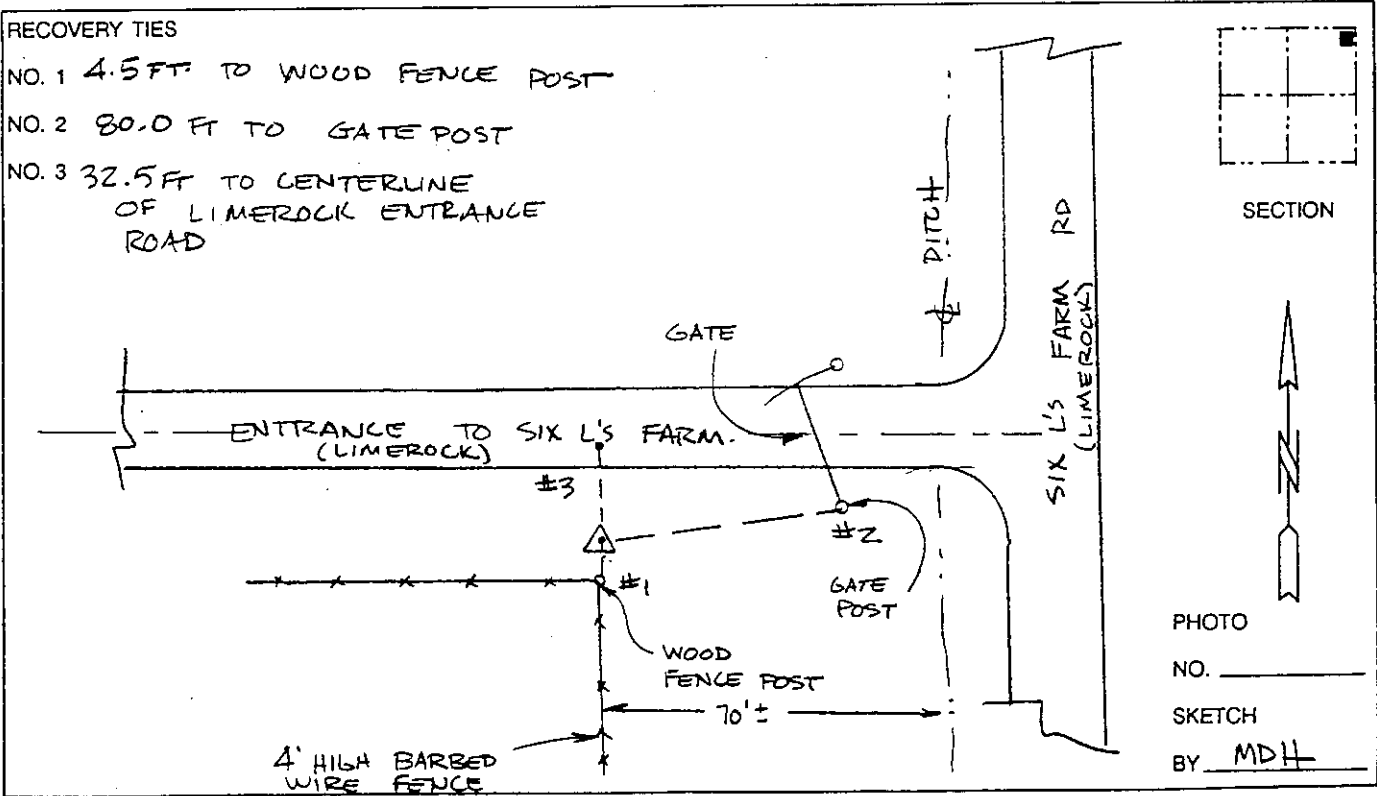 RECOVERY TIES
NO. 1 4.5 FT. TO WOOD FENCE POST
NO. 2 80.0 FT TO GATE POST
NO. 3 32.5 FT TO CENTERLINE
OF LIMEROCK ENTRANCE
ROAD
SECTION
℄ DITCH
SIX L'S FARM RD
(LIMEROCK)
GATE
ENTRANCE TO SIX L'S FARM.
(LIMEROCK)
#3
#2
#1
GATE
POST
WOOD
FENCE POST
70'±
4' HIGH BARBED
WIRE FENCE
N
PHOTO
NO.
SKETCH
BY MDH